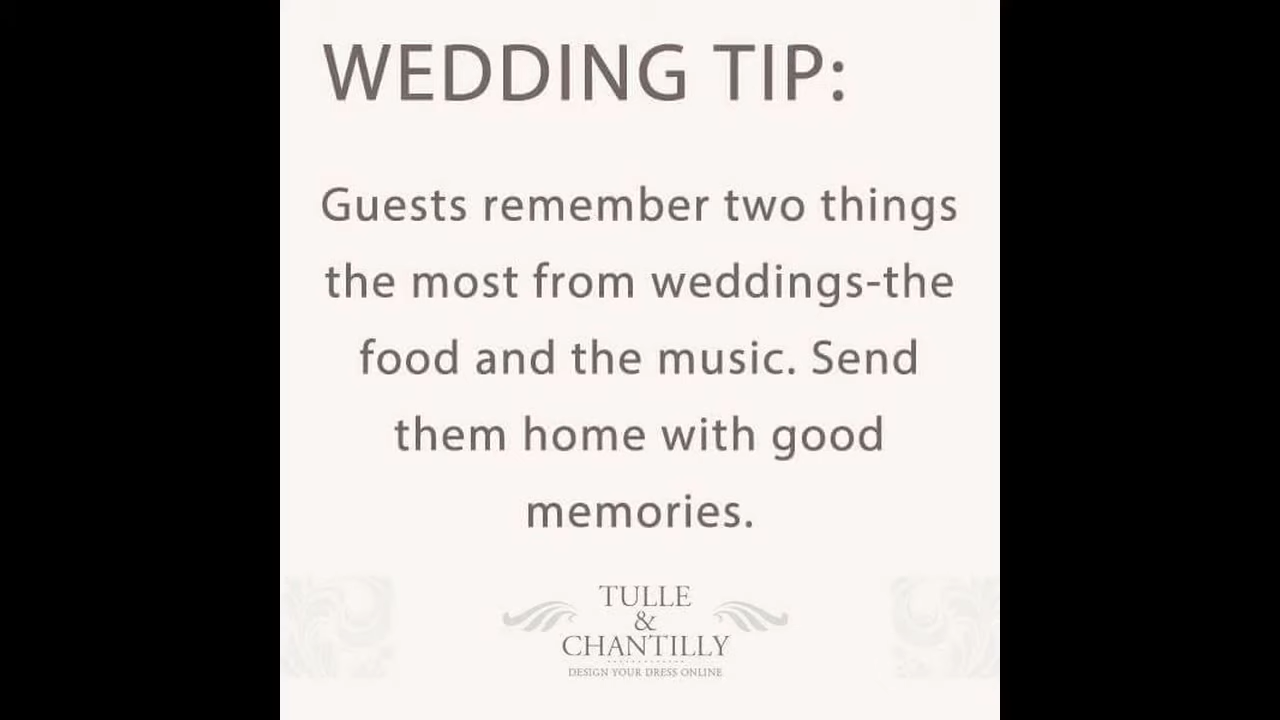 WEDDING TIP:
Guests remember two things
the most from weddings-the
food and the music. Send
them home with good
memories.
TULLE
&
CHANTILLY
DESIGN YOUR DRESS ONLINE